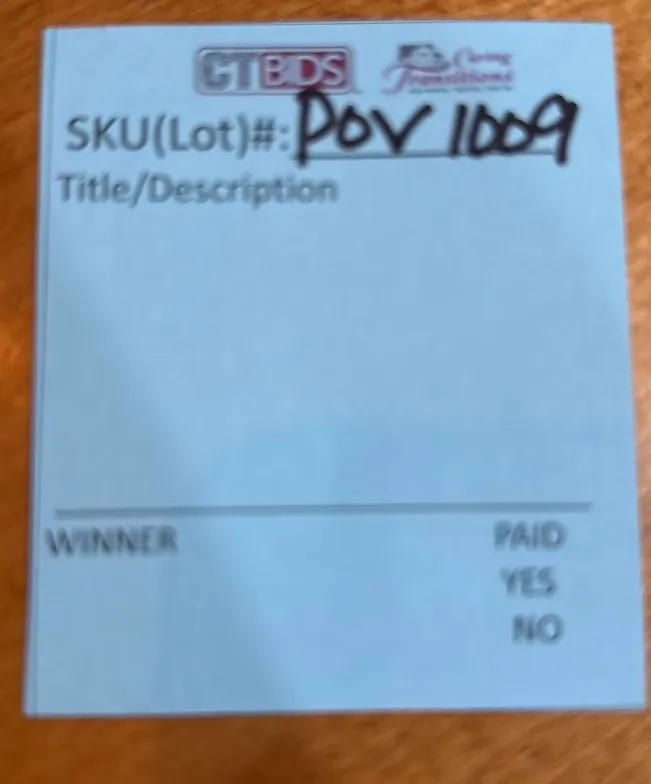 CTBIDS Caring Transitions
SKU(Lot)#: POV 1009
Title/Description
WINNER PAID
YES
NO